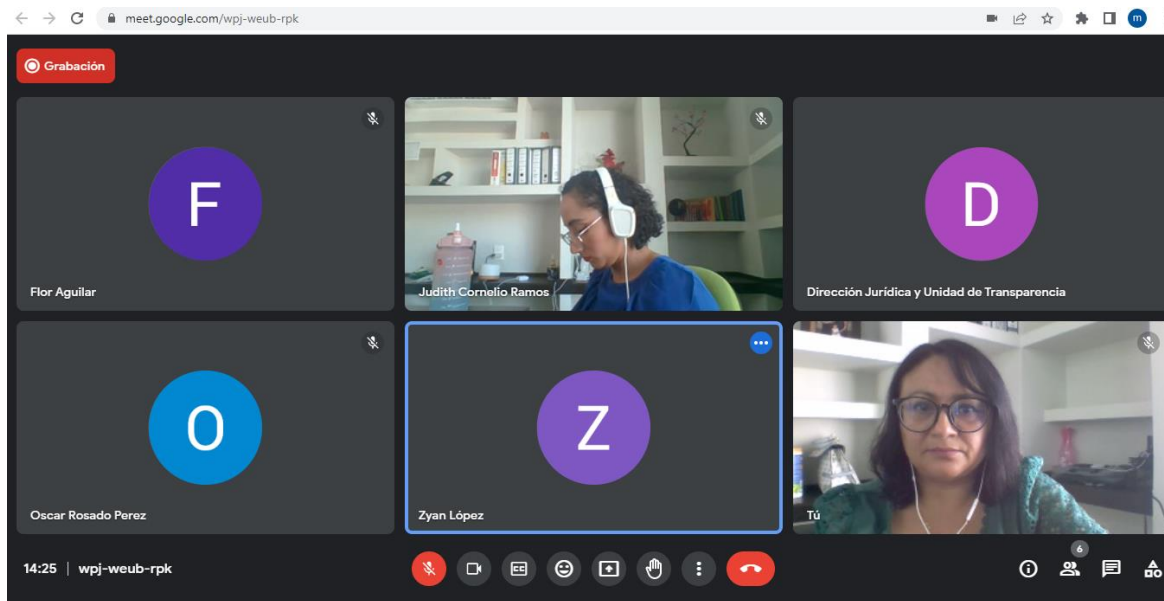 meet.google.com/wpj-weub-rpk
m
Grabación
F
Flor Aguilar
Judith Cornelio Ramos
D
Dirección Jurídica y Unidad de Transparencia
O
Oscar Rosado Perez
Z
Zyan López
Tú
14:25 | wpj-weub-rpk
CC
6